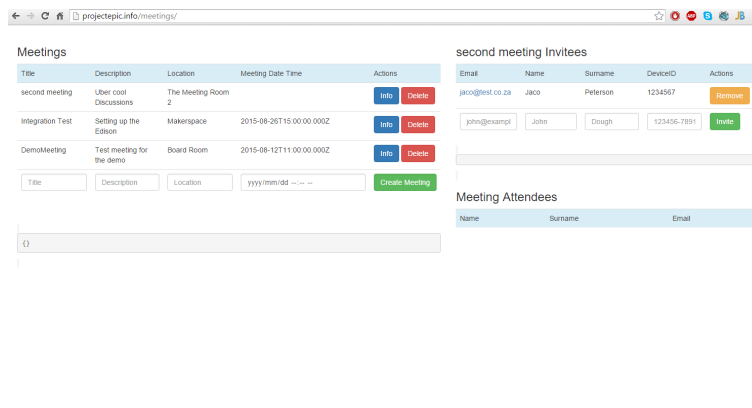 projectepic.info/meetings/
Meetings
Title Description Location Meeting Date Time Actions
second meeting Uber cool Discussions The Meeting Room 2 Info Delete
Integration Test Setting up the Edison Makerspace 2015-08-26T15:00:00.000Z Info Delete
DemoMeeting Test meeting for the demo Board Room 2015-08-12T11:00:00.000Z Info Delete
Title Description Location yyyy/mm/dd --:-- -- Create Meeting
{}
second meeting Invitees
Email Name Surname DeviceID Actions
jaco@test.co.za Jaco Peterson 1234567 Remove
john@exampl John Dough 123456-7891 Invite
Meeting Attendees
Name Surname Email